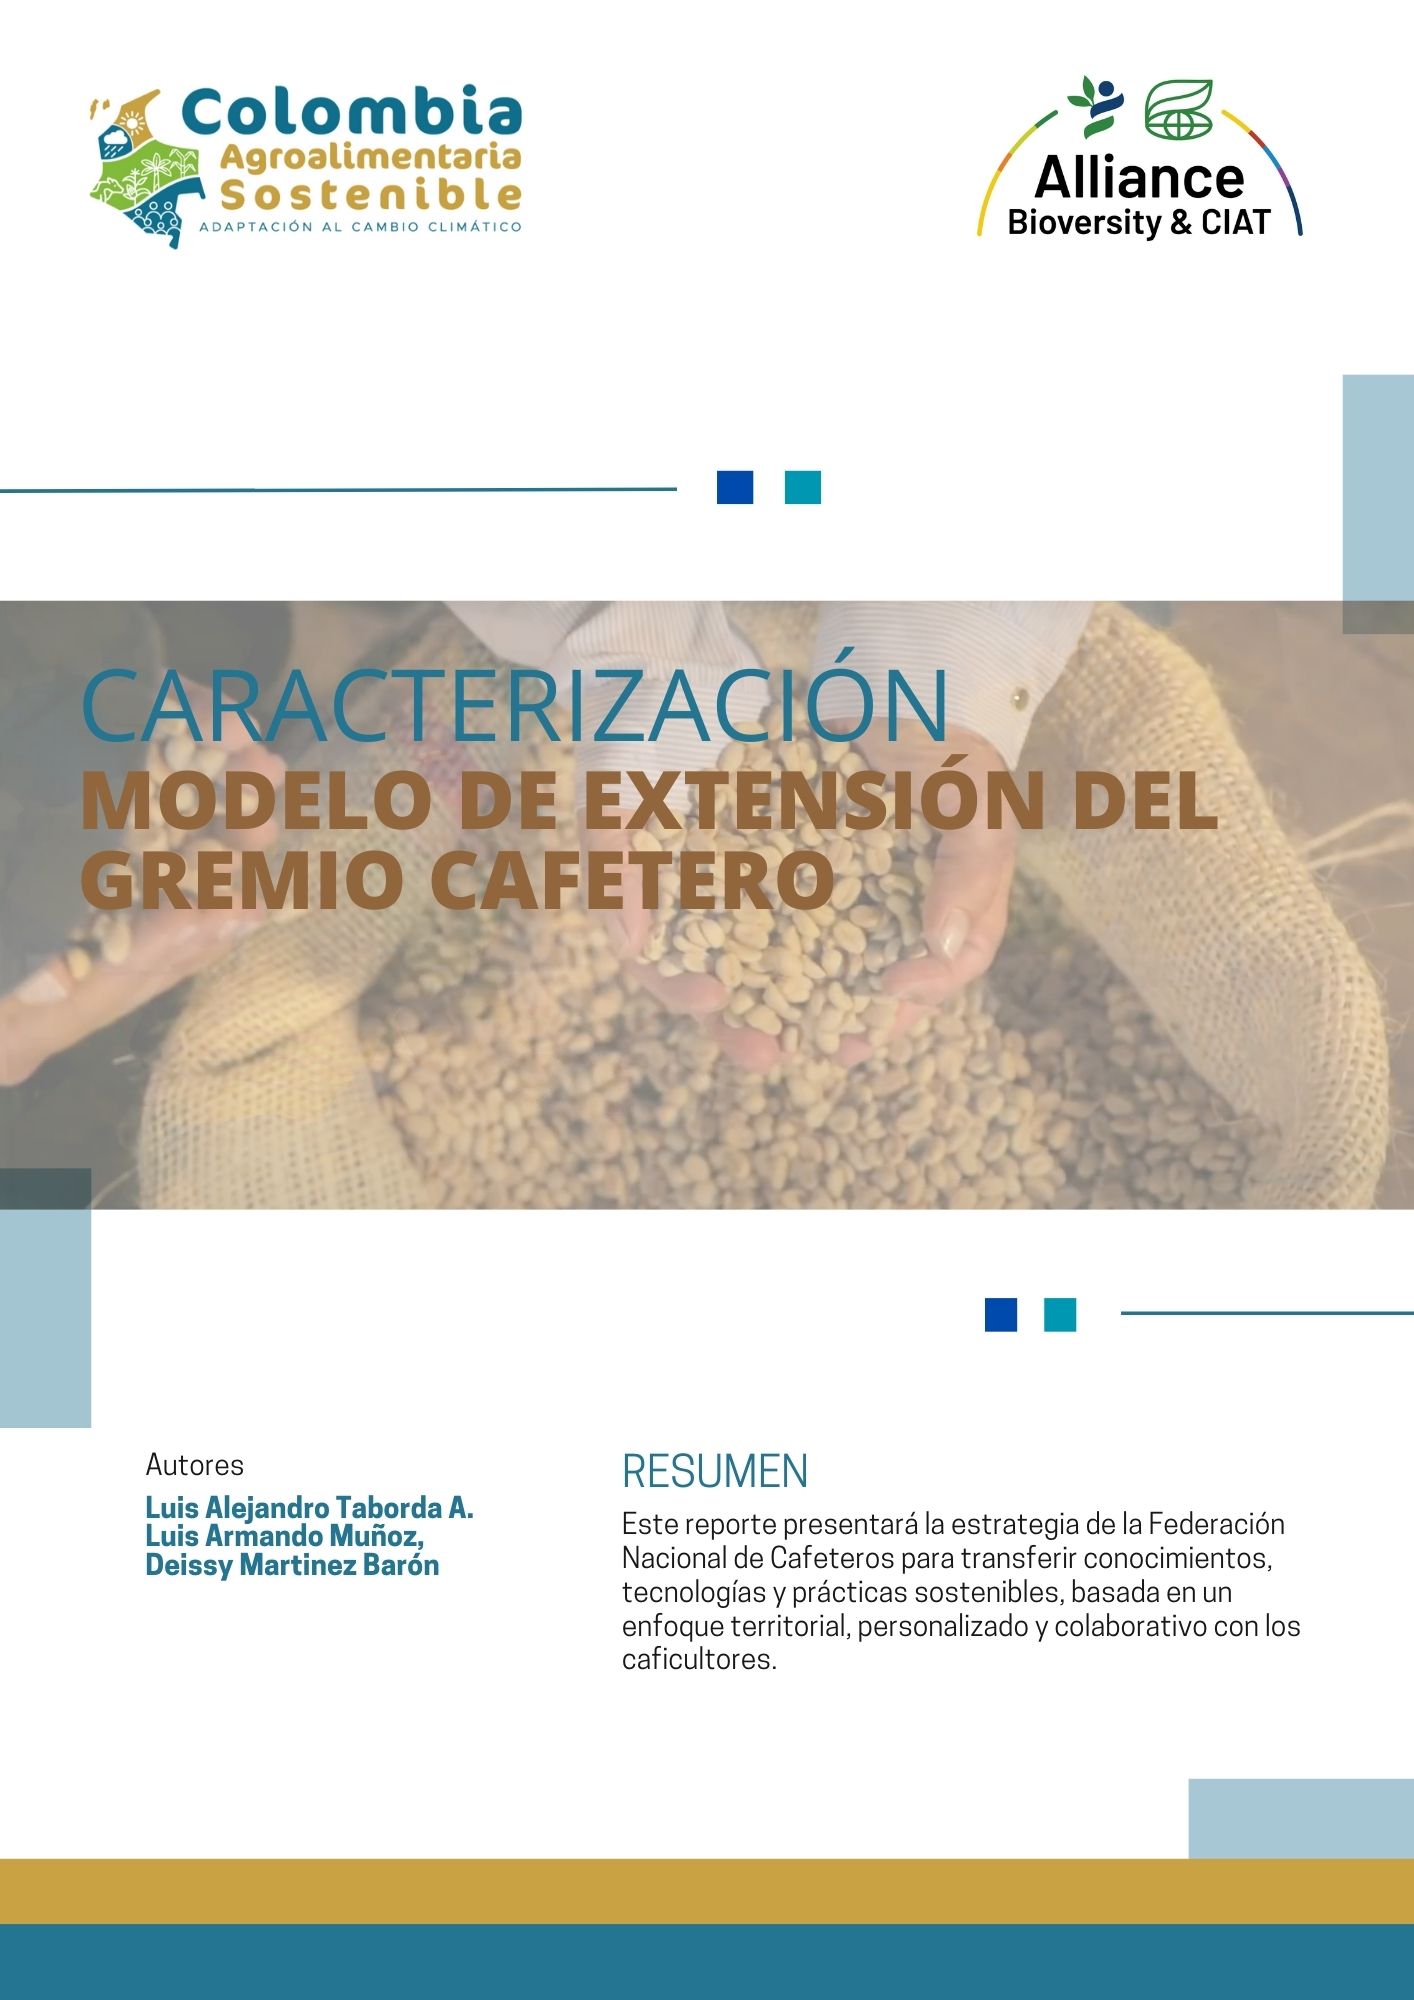 Colombia
Agroalimentaria
Sostenible
ADAPTACIÓN AL CAMBIO CLIMÁTICO
Alliance
Bioversity & CIAT
CARACTERIZACIÓN
MODELO DE EXTENSIÓN DEL
GREMIO CAFETERO
Autores
Luis Alejandro Taborda A.
Luis Armando Muñoz,
Deissy Martinez Barón
RESUMEN
Este reporte presentará la estrategia de la Federación
Nacional de Cafeteros para transferir conocimientos,
tecnologías y prácticas sostenibles, basada en un
enfoque territorial, personalizado y colaborativo con los
caficultores.